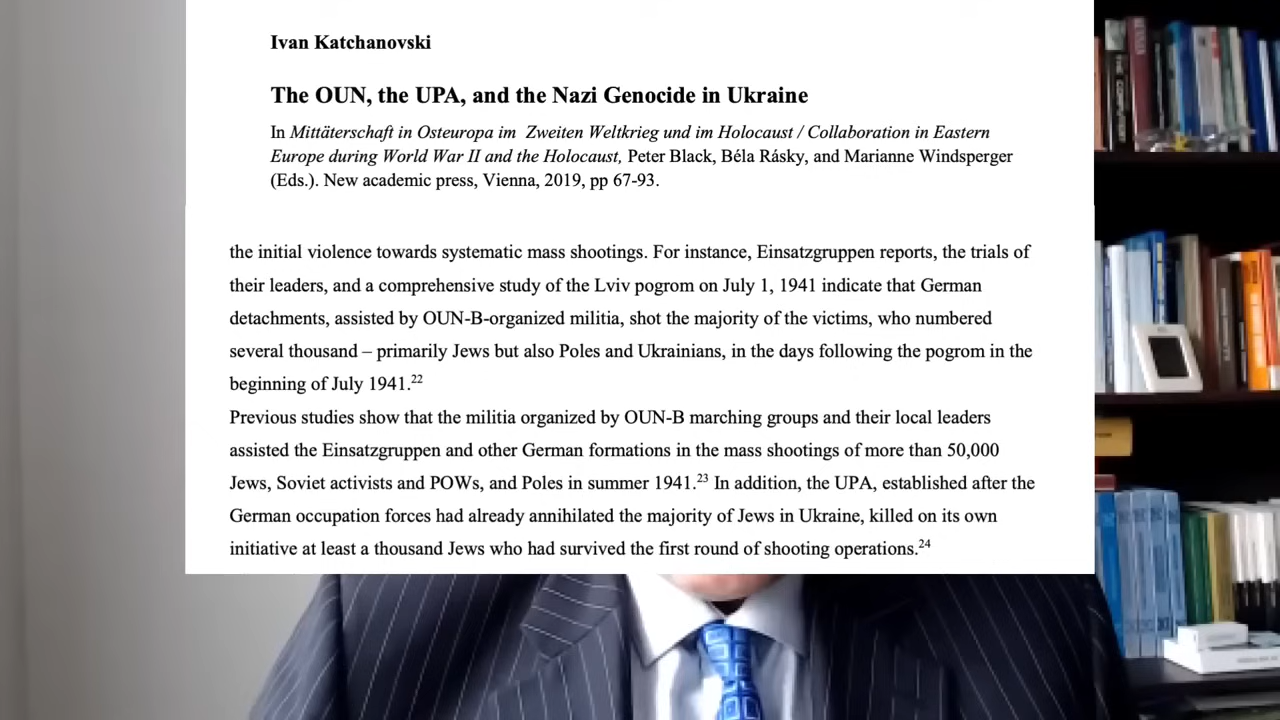 Ivan Katchanovski
The OUN, the UPA, and the Nazi Genocide in Ukraine
In Mittäterschaft in Osteuropa im Zweiten Weltkrieg und im Holocaust / Collaboration in Eastern
Europe during World War II and the Holocaust, Peter Black, Béla Rásky, and Marianne Windsperger
(Eds.). New academic press, Vienna, 2019, pp 67-93.
the initial violence towards systematic mass shootings. For instance, Einsatzgruppen reports, the trials of
their leaders, and a comprehensive study of the Lviv pogrom on July 1, 1941 indicate that German
detachments, assisted by OUN-B-organized militia, shot the majority of the victims, who numbered
several thousand – primarily Jews but also Poles and Ukrainians, in the days following the pogrom in the
beginning of July 1941.22
Previous studies show that the militia organized by OUN-B marching groups and their local leaders
assisted the Einsatzgruppen and other German formations in the mass shootings of more than 50,000
Jews, Soviet activists and POWs, and Poles in summer 1941.23 In addition, the UPA, established after the
German occupation forces had already annihilated the majority of Jews in Ukraine, killed on its own
initiative at least a thousand Jews who had survived the first round of shooting operations.24